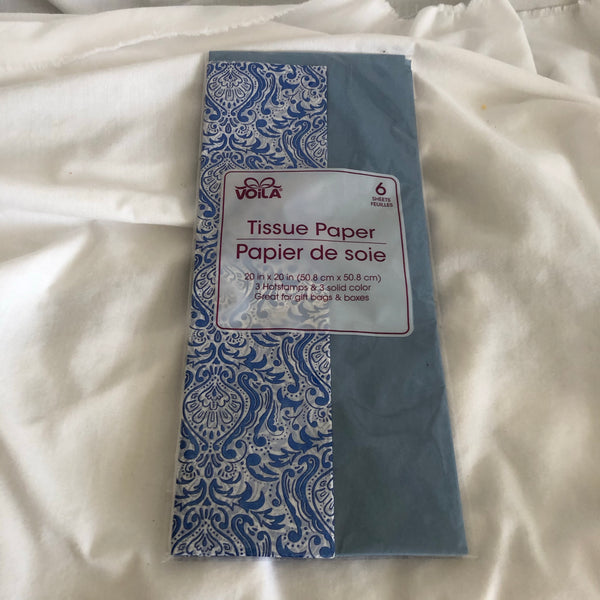 VOILA
6
SHEETS
FEUILLES
Tissue Paper
Papier de soie
20 in x 20 in (50.8 cm x 50.8 cm)
3 Hotstamps & 3 solid color
Great for gift bags & boxes